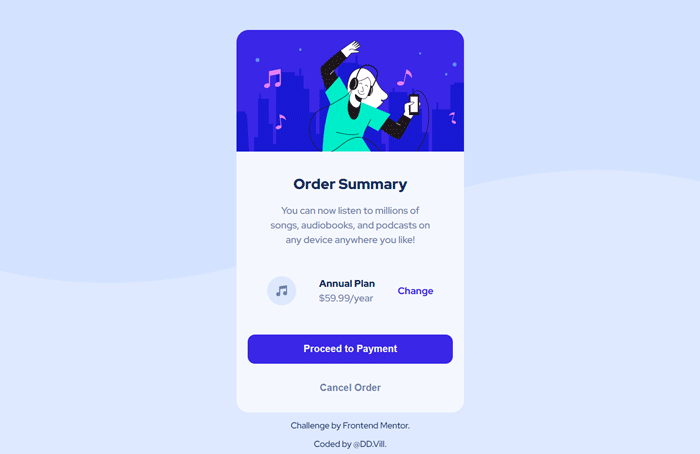 Order Summary
You can now listen to millions of
songs, audiobooks, and podcasts on
any device anywhere you like!
Annual Plan
$59.99/year
Change
Proceed to Payment
Cancel Order
Challenge by Frontend Mentor.
Coded by @DD.Vill.